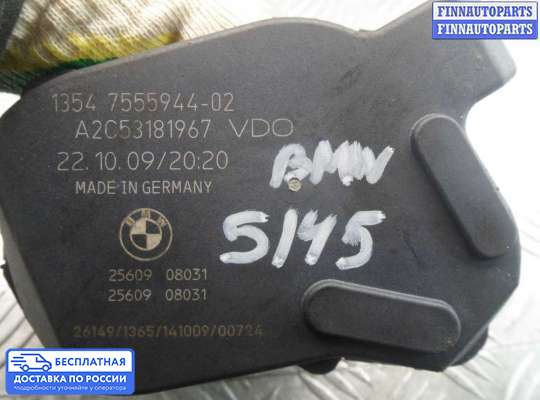 FINNAUTOPARTS
FINNAUTOPARTS
1354 7555944-02
A2C53181967 VDO
22.10.09/20:20
MADE IN GERMANY
BMW
5145
BMW
25609 08031
25609 08031
26149/1365/141009/00724
БЕСПЛАТНАЯ
ДОСТАВКА ПО РОССИИ